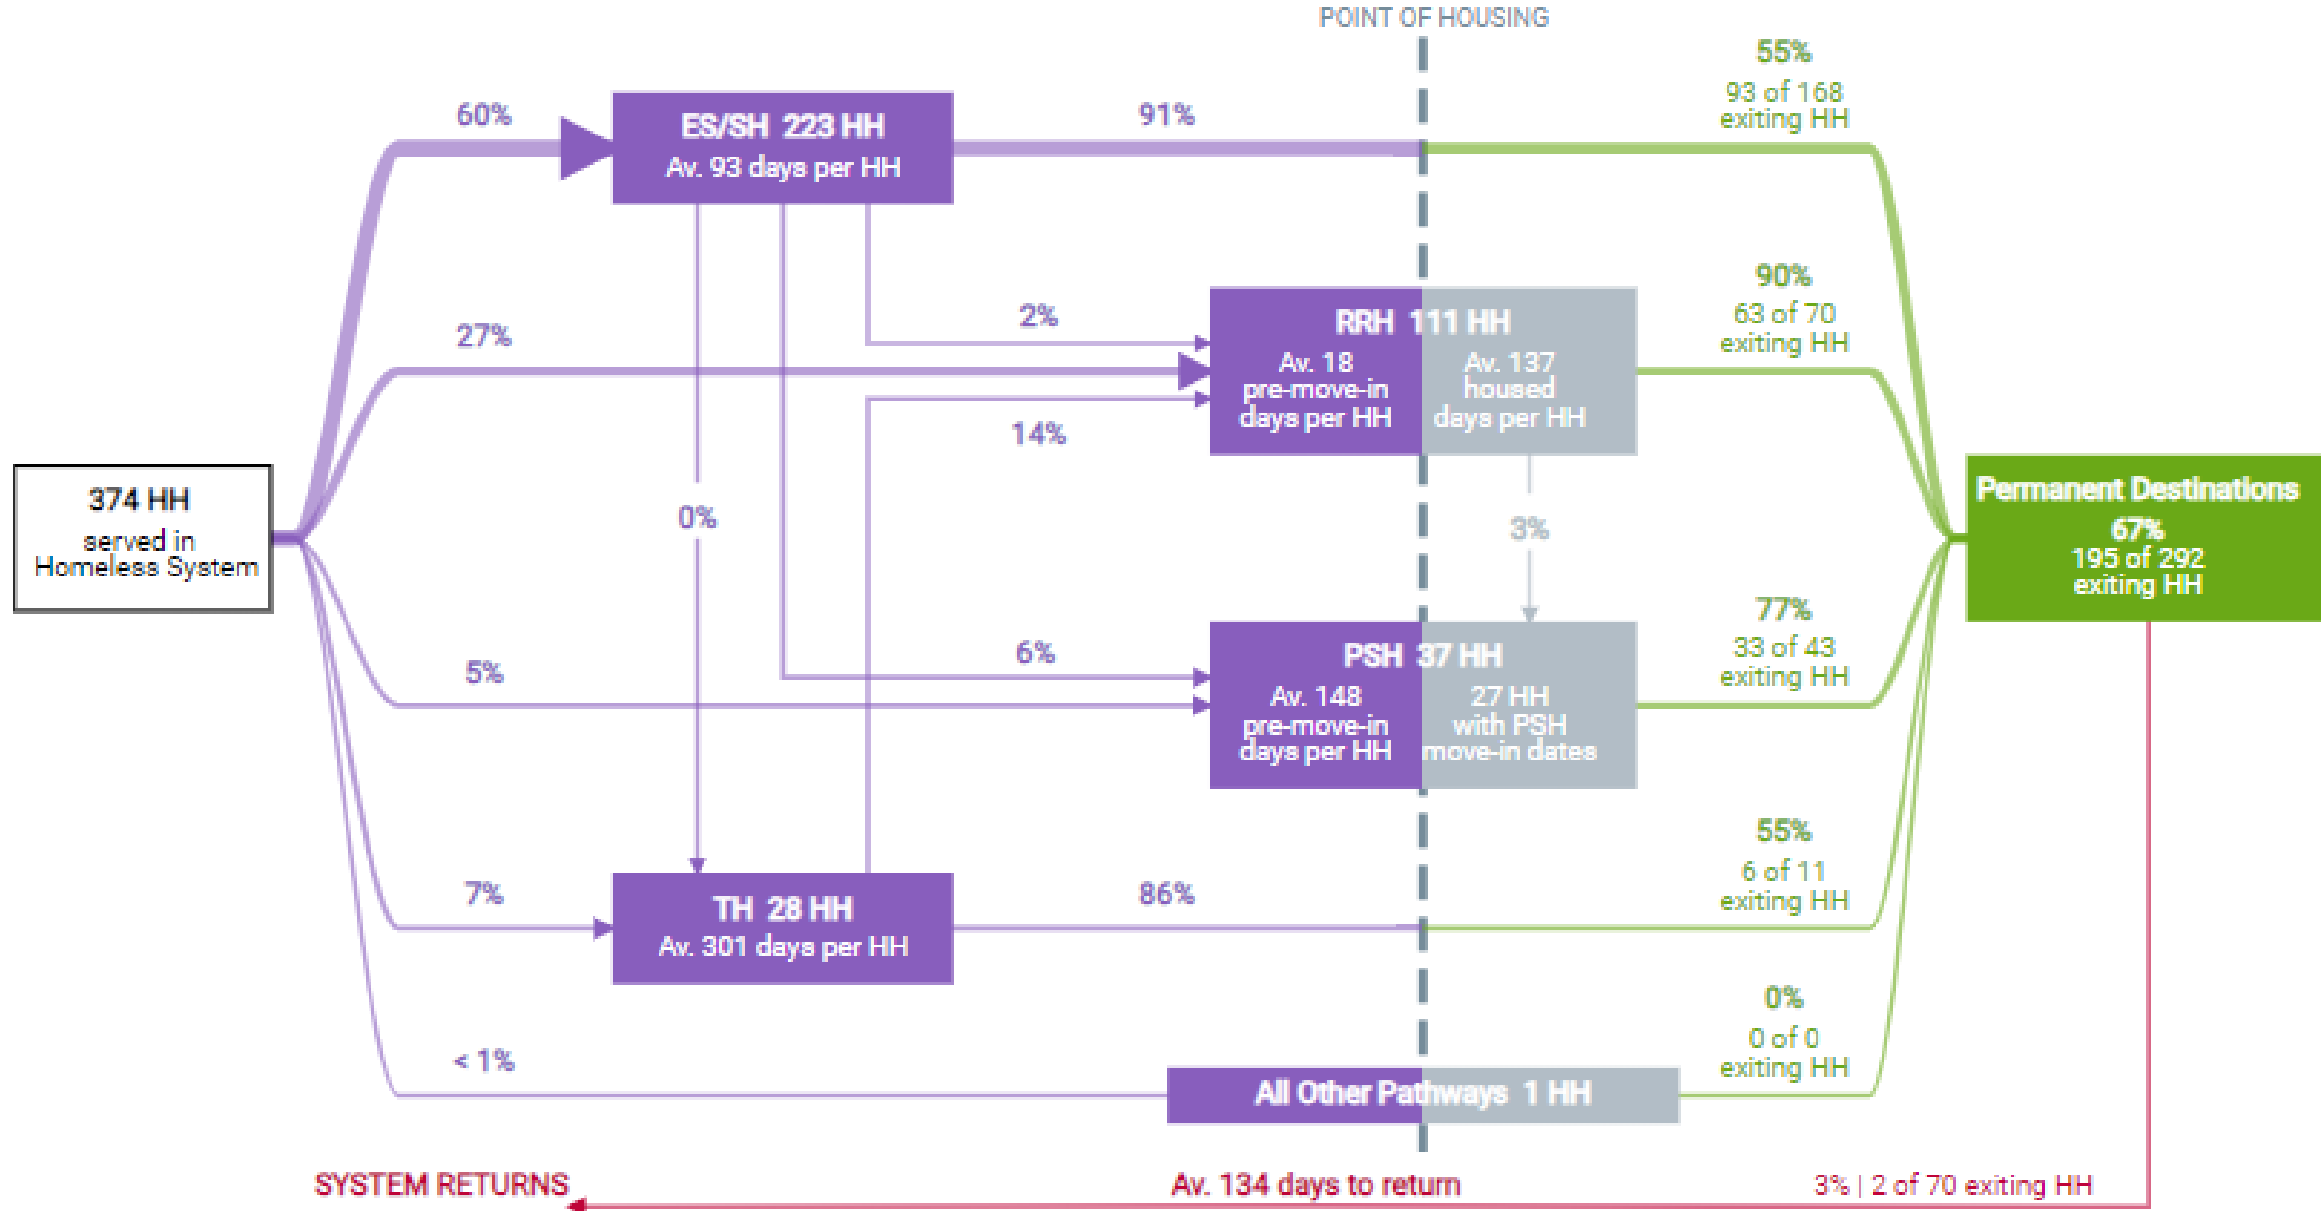 POINT OF HOUSING
55%
93 of 168
exiting HH
60%
ES/SH 223 HH
Av. 93 days per HH
91%
90%
63 of 70
exiting HH
27%
2%
RRH 111 HH
Av. 18
pre-move-in
days per HH
Av. 137
housed
days per HH
14%
374 HH
served in
Homeless System
0%
3%
Permanent Destinations
67%
195 of 292
exiting HH
77%
33 of 43
exiting HH
5%
6%
PSH 37 HH
Av. 148
pre-move-in
days per HH
27 HH
with PSH
move-in dates
55%
6 of 11
exiting HH
7%
TH 28 HH
Av. 301 days per HH
86%
0%
0 of 0
exiting HH
< 1%
All Other Pathways 1 HH
SYSTEM RETURNS
Av. 134 days to return
3% | 2 of 70 exiting HH